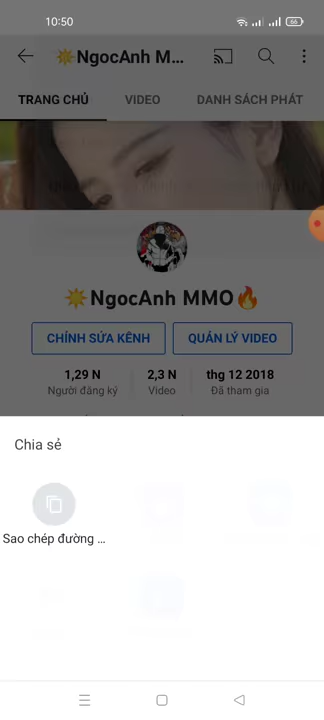 10:50
66
NgocAnh M...
TRANG CHỦ VIDEO DANH SÁCH PHÁT
NgocAnh MMO
CHỈNH SỬA KÊNH QUẢN LÝ VIDEO
1,29 N 2,3 N thg 12 2018
Người đăng ký Video Đã tham gia
Chia sẻ
Sao chép đường ...